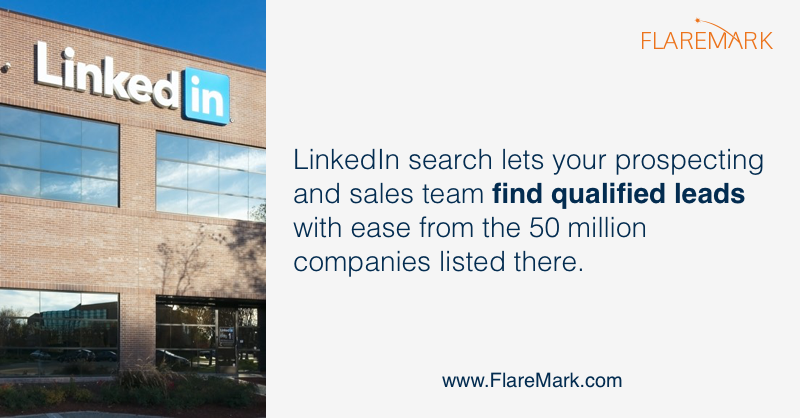 Linked in
FLAREMARK
LinkedIn search lets your prospecting
and sales team find qualified leads
with ease from the 50 million
companies listed there.
www.FlareMark.com